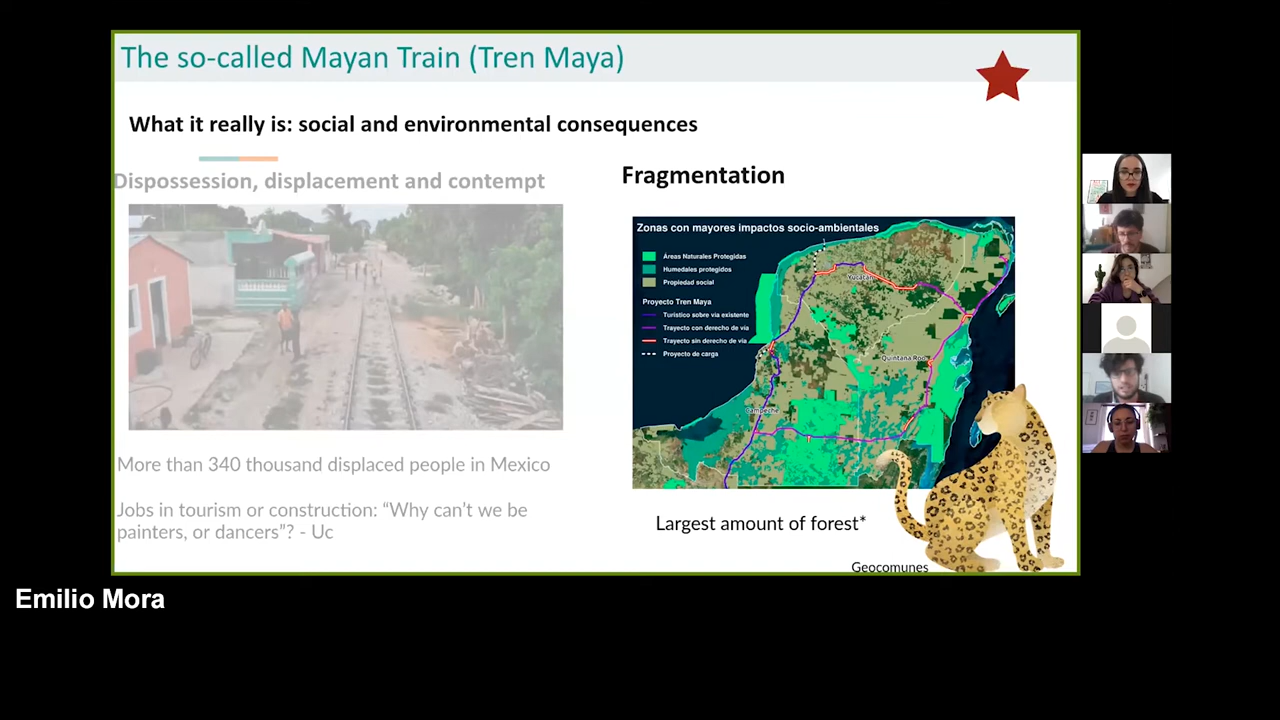 The so-called Mayan Train (Tren Maya)
What it really is: social and environmental consequences
Dispossession, displacement and contempt
More than 340 thousand displaced people in Mexico
Jobs in tourism or construction: “Why can’t we be
painters, or dancers”? - Uc
Fragmentation
Zonas con mayores impactos socio-ambientales
Áreas Naturales Protegidas
Humedales protegidos
Propiedad social
Proyecto Tren Maya
Turístico sobre vía existente
Trayecto con derecho de vía
Trayecto sin derecho de vía
Proyecto de carga
Yucatán
Quintana Roo
Campeche
Largest amount of forest*
Geocomunes
Emilio Mora